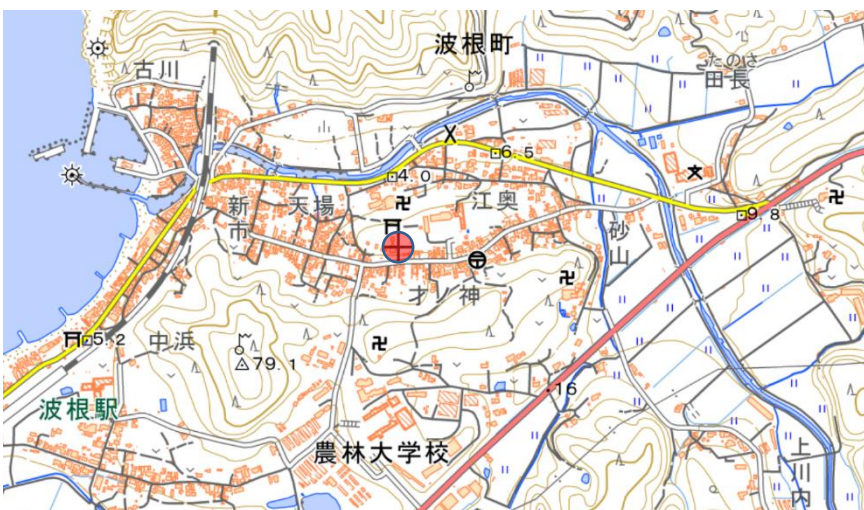 波根町
古川
たのさ
田長
6.5
4.0
新市
天場
江奥
9.8
砂山
才ノ神
5.2
中浜
79.1
波根駅
16
農林大学校
上川内